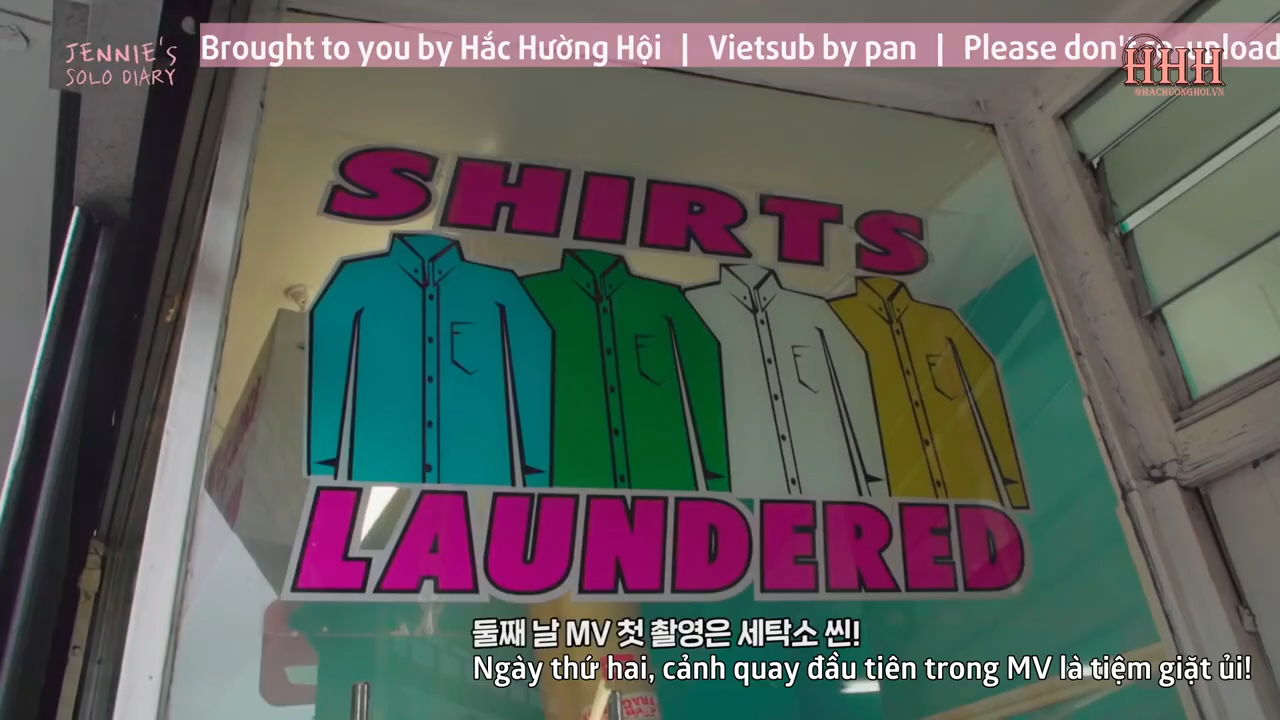 JENNIE'S
SOLO DIARY
Brought to you by Hắc Hường Hội | Vietsub by pan | Please don't re-upload
HHH
@HACHUONGHOI.VN
SHIRTS
LAUNDERED
둘째 날 MV 첫 촬영은 세탁소 씬!
Ngày thứ hai, cảnh quay đầu tiên trong MV là tiệm giặt ủi!